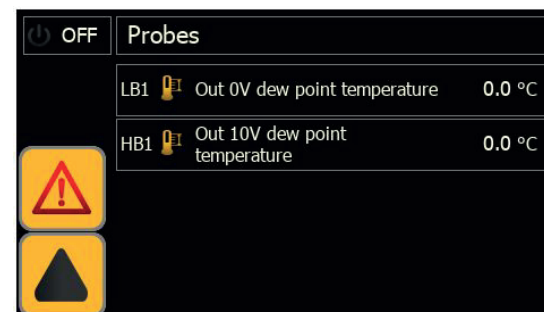 OFF
Probes
LB1 Out 0V dew point temperature 0.0 °C
HB1 Out 10V dew point
temperature 0.0 °C